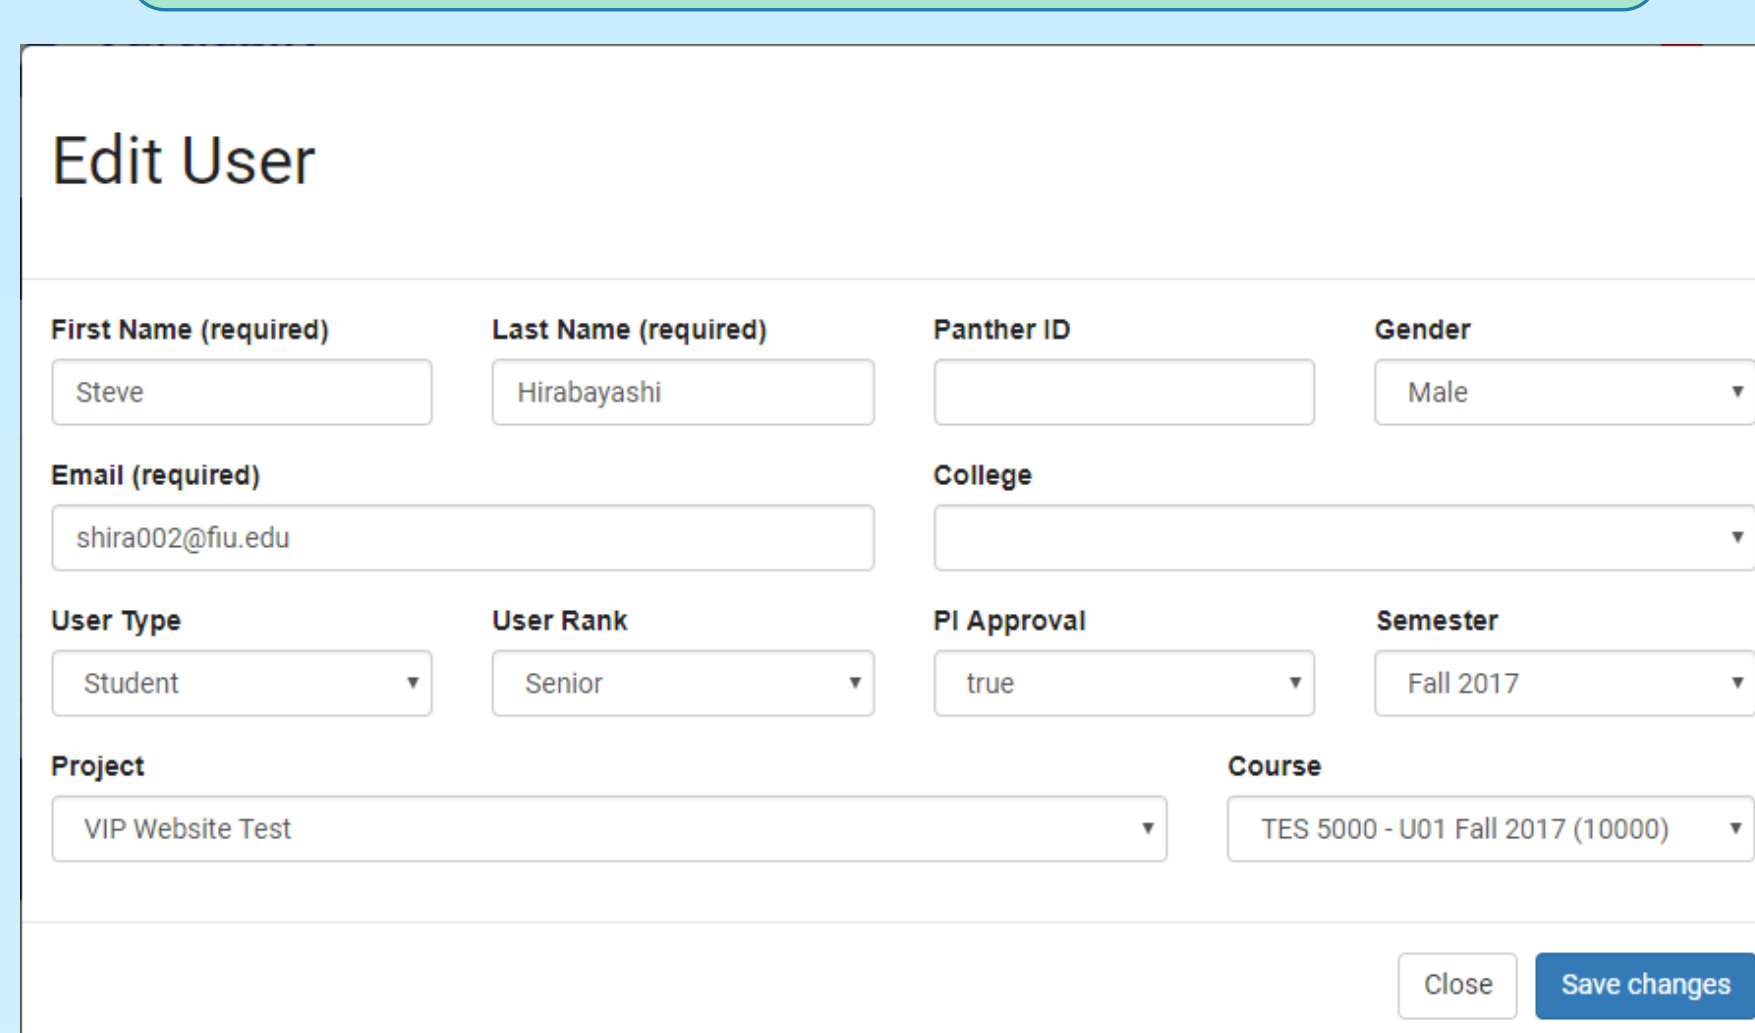 Edit User
First Name (required) Last Name (required) Panther ID Gender
Steve Hirabayashi Male
Email (required) College
shira002@fiu.edu
User Type User Rank PI Approval Semester
Student Senior true Fall 2017
Project Course
VIP Website Test TES 5000 - U01 Fall 2017 (10000)
Close Save changes